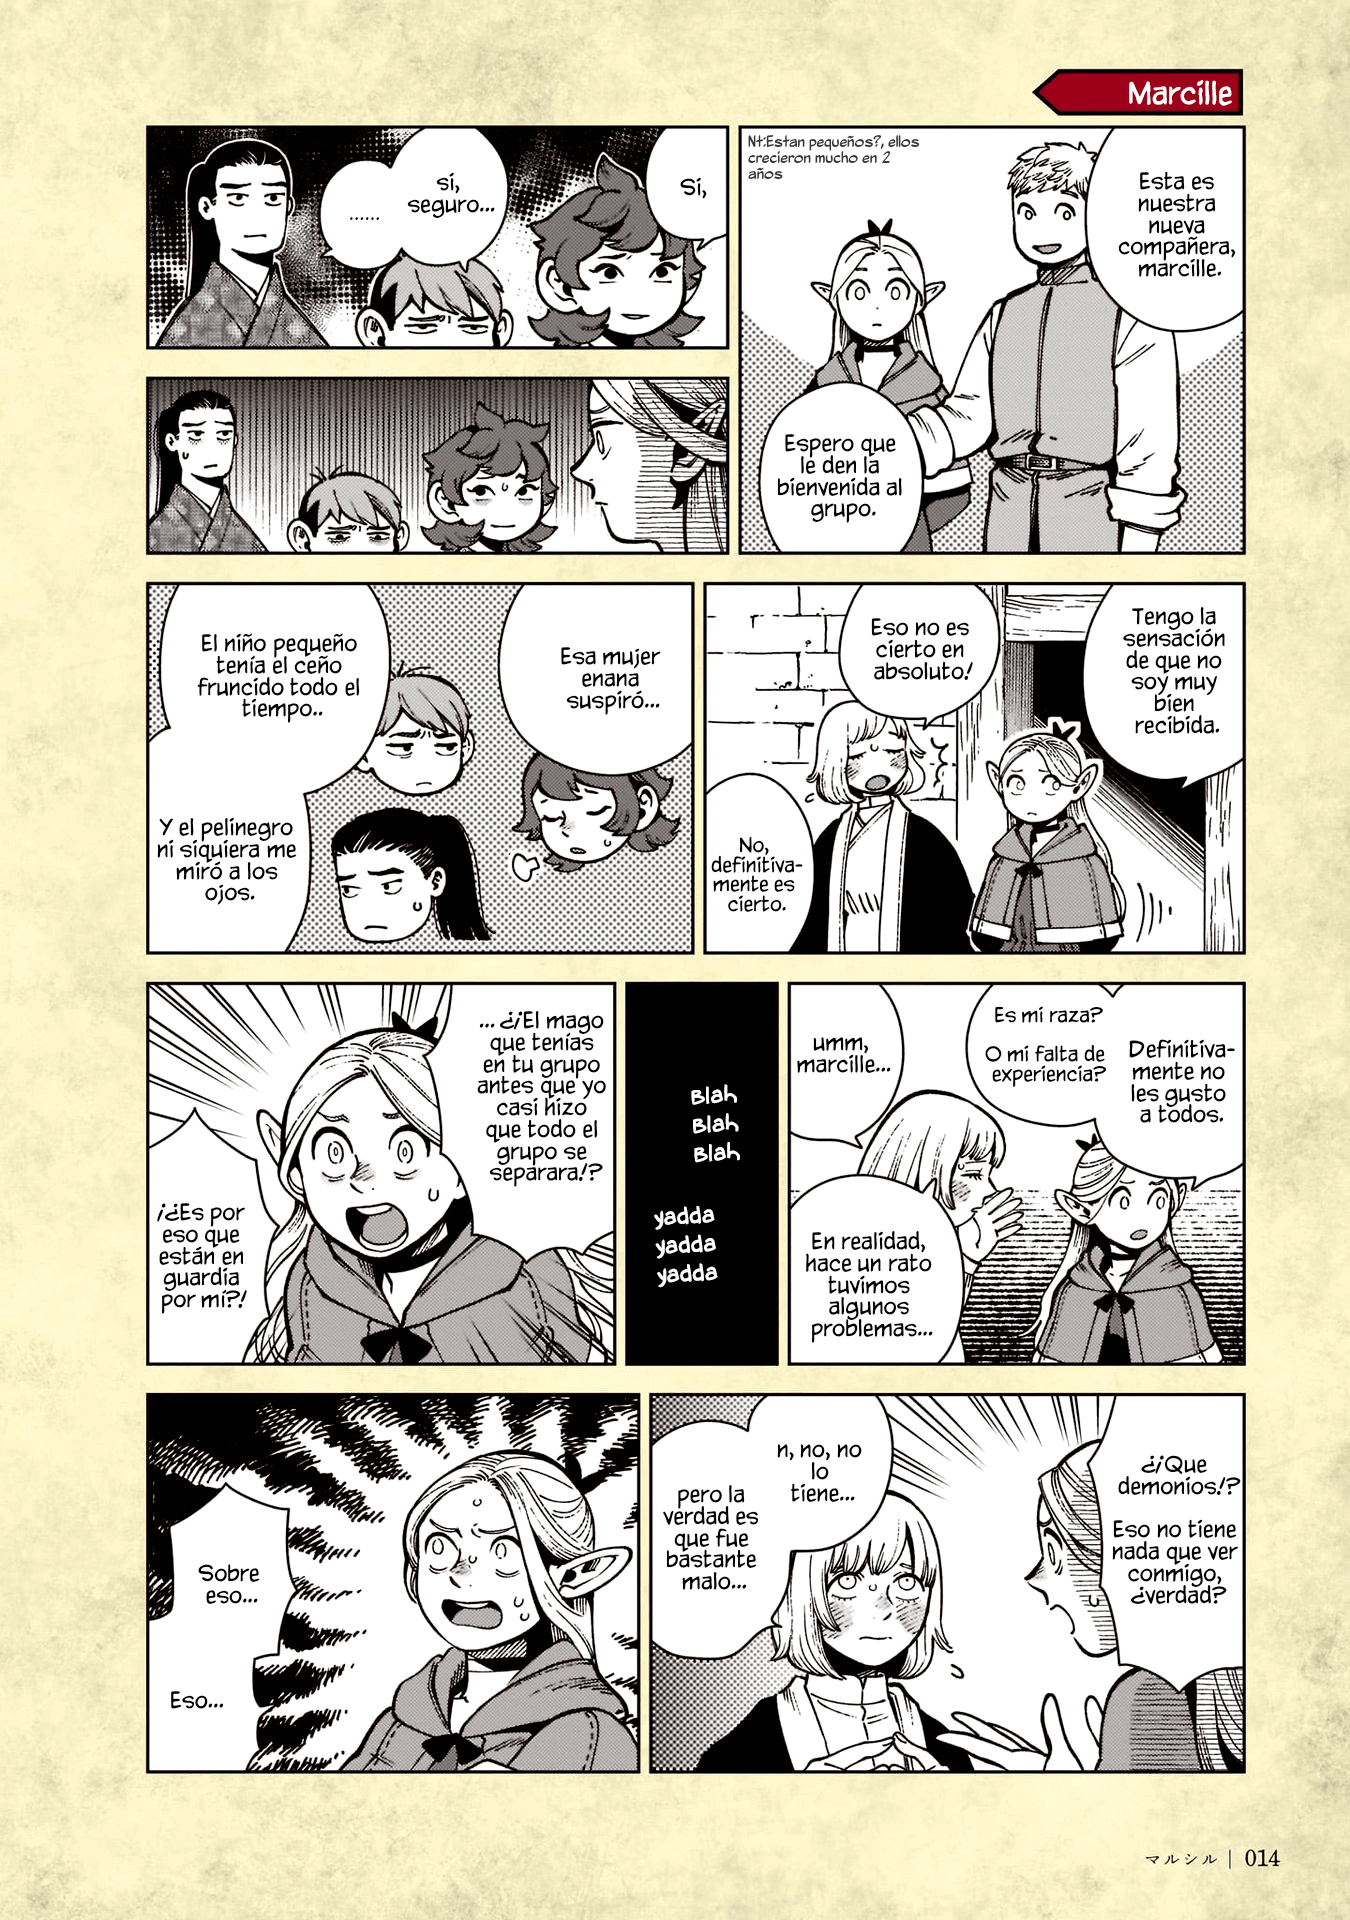 Marcille
Nt:Estan pequeños?, ellos
crecieron mucho en 2
años
Esta es
nuestra
nueva
compañera,
marcille.
Espero que
le den la
bienvenida al
grupo.
Sí,
sí,
seguro...
......
Tengo la
sensación
de que no
soy muy
bien
recibida.
Eso no es
cierto en
absoluto!
No,
definitiva-
mente es
cierto.
Esa mujer
enana
suspiró...
El niño pequeño
tenía el ceño
fruncido todo el
tiempo..
Y el pelinegro
ni siquiera me
miró a los
ojos.
Definitiva-
mente no
les gusto
a todos.
Es mi raza?
O mi falta de
experiencia?
umm,
marcille...
En realidad,
hace un rato
tuvimos
algunos
problemas...
Blah
Blah
Blah
yadda
yadda
yadda
... ¿¡El mago
que tenías
en tu grupo
antes que yo
casi hizo
que todo el
grupo se
separara!?
¡¿Es por
eso que
están en
guardia
por mi?!
¿¡Que
demonios!?
Eso no tiene
nada que ver
conmigo,
¿verdad?
n, no, no
lo
tiene...
pero la
verdad es
que fue
bastante
malo...
Sobre
eso...
Eso...
マルシル | 014